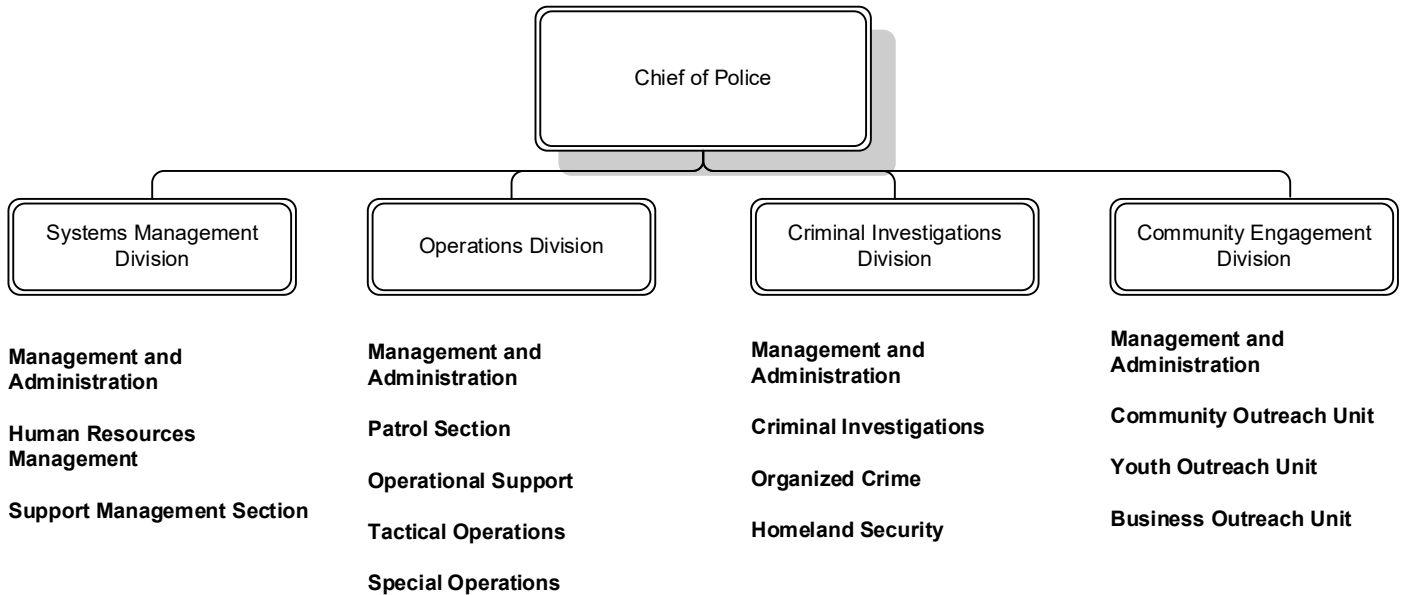 Chief of Police
Systems Management
Division
Operations Division
Criminal Investigations
Division
Community Engagement
Division
Management and
Administration
Human Resources
Management
Support Management Section
Management and
Administration
Patrol Section
Operational Support
Tactical Operations
Special Operations
Management and
Administration
Criminal Investigations
Organized Crime
Homeland Security
Management and
Administration
Community Outreach Unit
Youth Outreach Unit
Business Outreach Unit